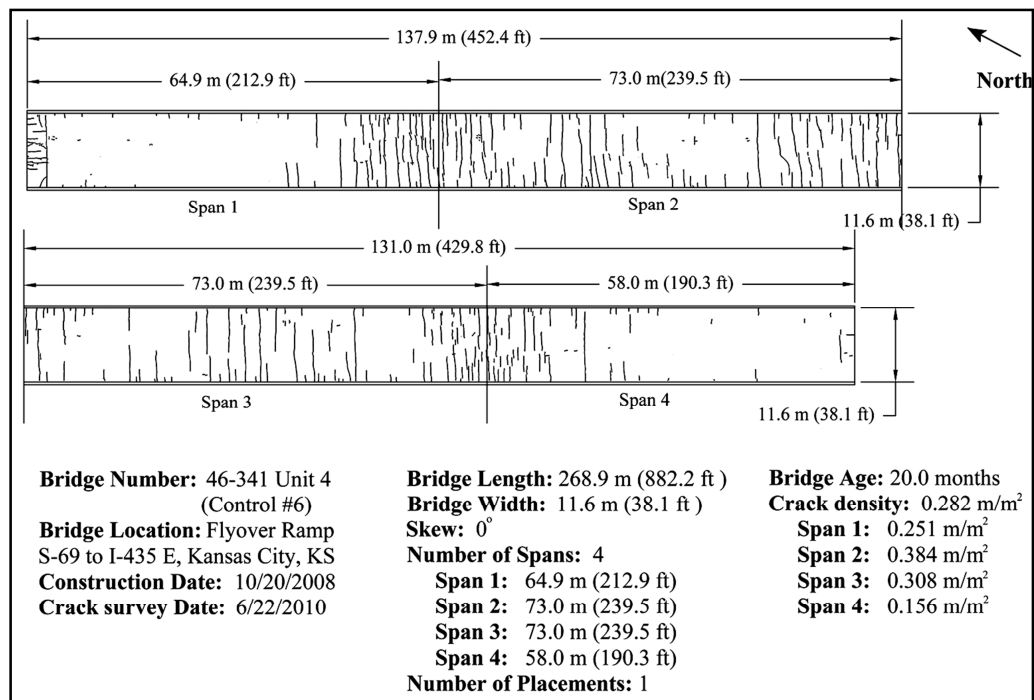 137.9 m (452.4 ft)
North
64.9 m (212.9 ft)
73.0 m(239.5 ft)
Span 1
Span 2
11.6 m (38.1 ft)
131.0 m (429.8 ft)
73.0 m (239.5 ft)
58.0 m (190.3 ft)
Span 3
Span 4
11.6 m (38.1 ft)
Bridge Number: 46-341 Unit 4
(Control #6)
Bridge Location: Flyover Ramp
S-69 to I-435 E, Kansas City, KS
Construction Date: 10/20/2008
Crack survey Date: 6/22/2010
Bridge Length: 268.9 m (882.2 ft )
Bridge Width: 11.6 m (38.1 ft )
Skew: 0°
Number of Spans: 4
Span 1: 64.9 m (212.9 ft)
Span 2: 73.0 m (239.5 ft)
Span 3: 73.0 m (239.5 ft)
Span 4: 58.0 m (190.3 ft)
Number of Placements: 1
Bridge Age: 20.0 months
Crack density: 0.282 m/m²
Span 1: 0.251 m/m²
Span 2: 0.384 m/m²
Span 3: 0.308 m/m²
Span 4: 0.156 m/m²